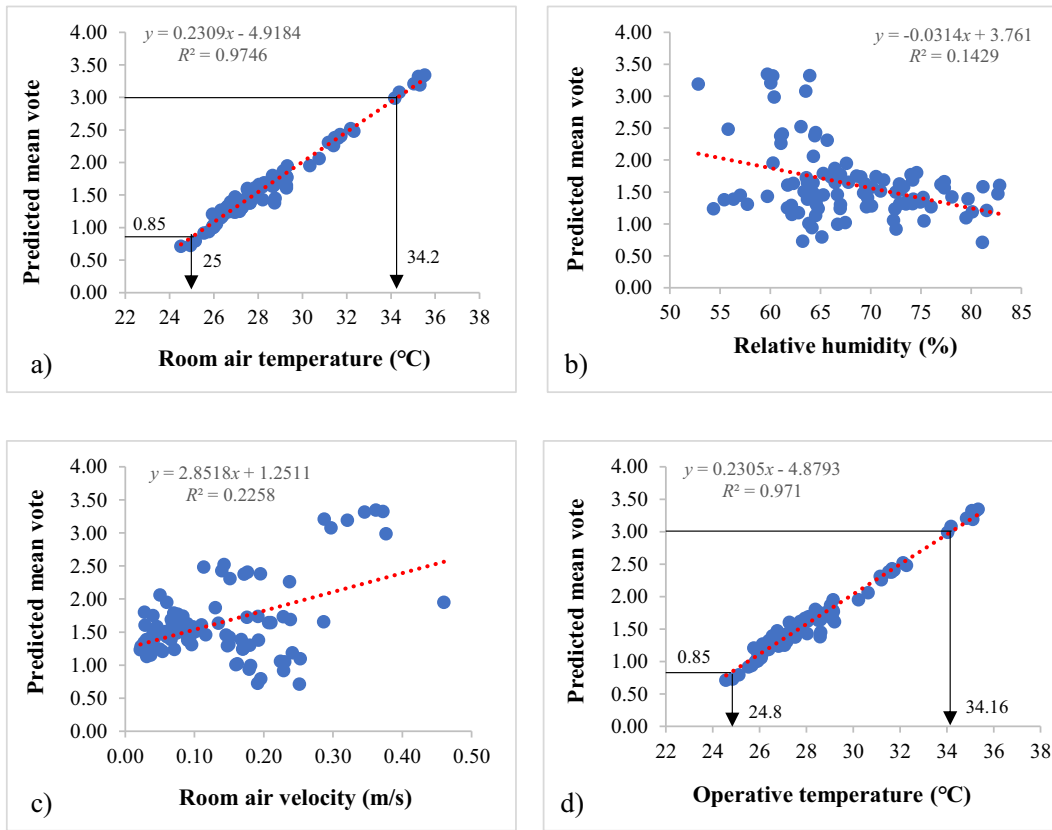 y = 0.2309x - 4.9184
R² = 0.9746
Predicted mean vote
4.00
3.50
3.00
2.50
2.00
1.50
1.00
0.50
0.00
0.85
25
34.2
22 24 26 28 30 32 34 36 38
Room air temperature (°C)
a)
y = -0.0314x + 3.761
R² = 0.1429
Predicted mean vote
4.00
3.50
3.00
2.50
2.00
1.50
1.00
0.50
0.00
50 55 60 65 70 75 80 85
Relative humidity (%)
b)
y = 2.8518x + 1.2511
R² = 0.2258
Predicted mean vote
4.00
3.50
3.00
2.50
2.00
1.50
1.00
0.50
0.00
0.00 0.10 0.20 0.30 0.40 0.50
Room air velocity (m/s)
c)
y = 0.2305x - 4.8793
R² = 0.971
Predicted mean vote
4.00
3.50
3.00
2.50
2.00
1.50
1.00
0.50
0.00
0.85
24.8
34.16
22 24 26 28 30 32 34 36 38
Operative temperature (°C)
d)